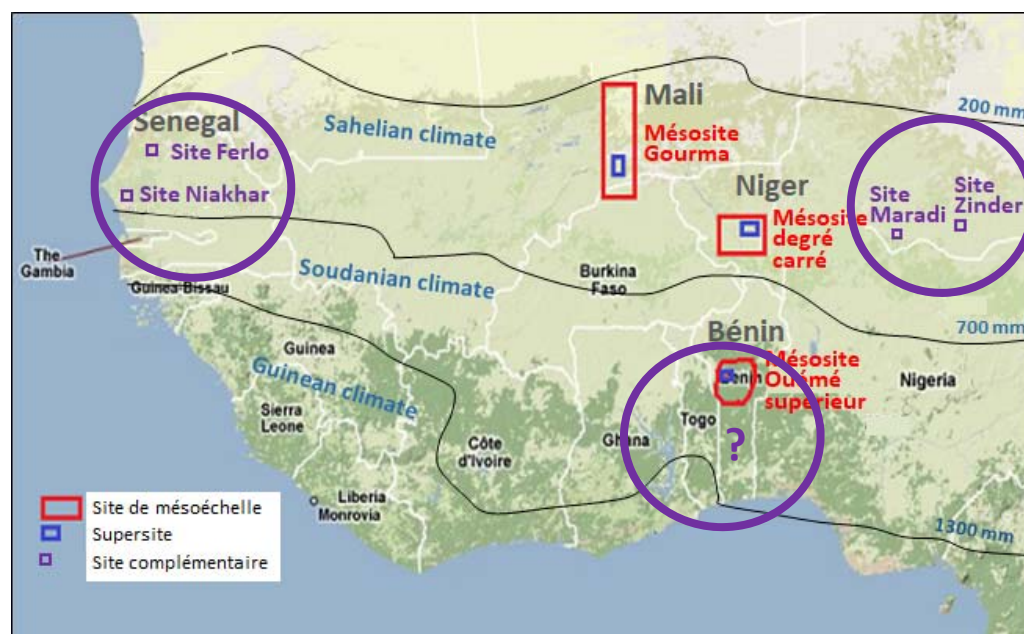 Senegal
Site Ferlo
Site Niakhar
The
Gambia
Guinea-Bissau
Sahelian climate
Mali
Mésosite
Gourma
Niger
Mésosite
degré
carré
200 mm
Site
Maradi
Site
Zinder
Soudanian climate
Burkina
Faso
700 mm
Bénin
Mésosite
Ouémé
supérieur
Benin
Guinea
Guinean climate
Sierra
Leone
Côte
d'Ivoire
Ghana
Togo
?
Nigeria
Liberia
Monrovia
1300 mm
Site de mésoéchelle
Supersite
Site complémentaire